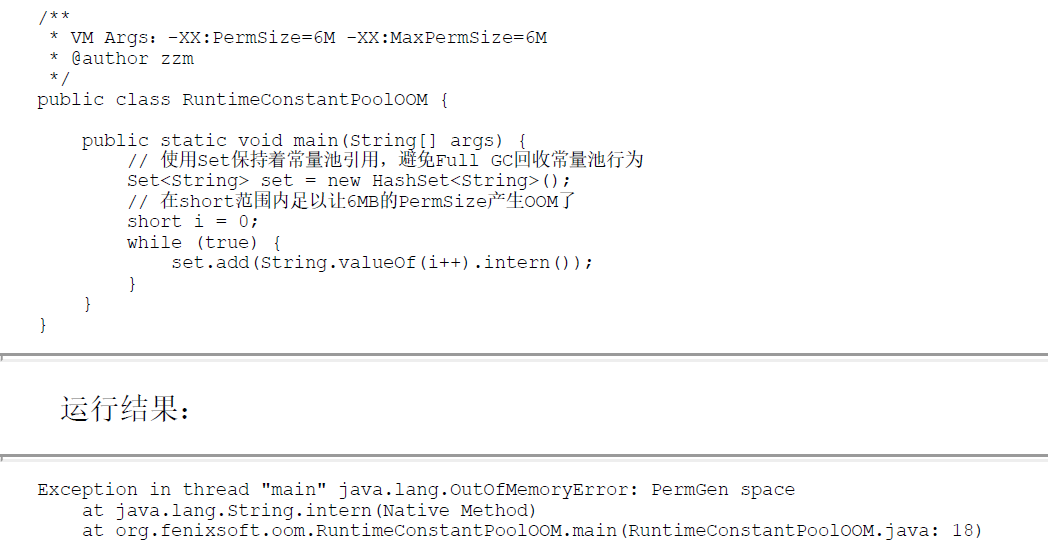 /**
 * VM Args：-XX:PermSize=6M -XX:MaxPermSize=6M
 * @author zzm
 */
public class RuntimeConstantPoolOOM {
    public static void main(String[] args) {
        // 使用Set保持着常量池引用，避免Full GC回收常量池行为
        Set<String> set = new HashSet<String>();
        // 在short范围内足以让6MB的PermSize产生OOM了
        short i = 0;
        while (true) {
            set.add(String.valueOf(i++).intern());
        }
    }
}
运行结果：
Exception in thread "main" java.lang.OutOfMemoryError: PermGen space
    at java.lang.String.intern(Native Method)
    at org.fenixsoft.oom.RuntimeConstantPoolOOM.main(RuntimeConstantPoolOOM.java: 18)